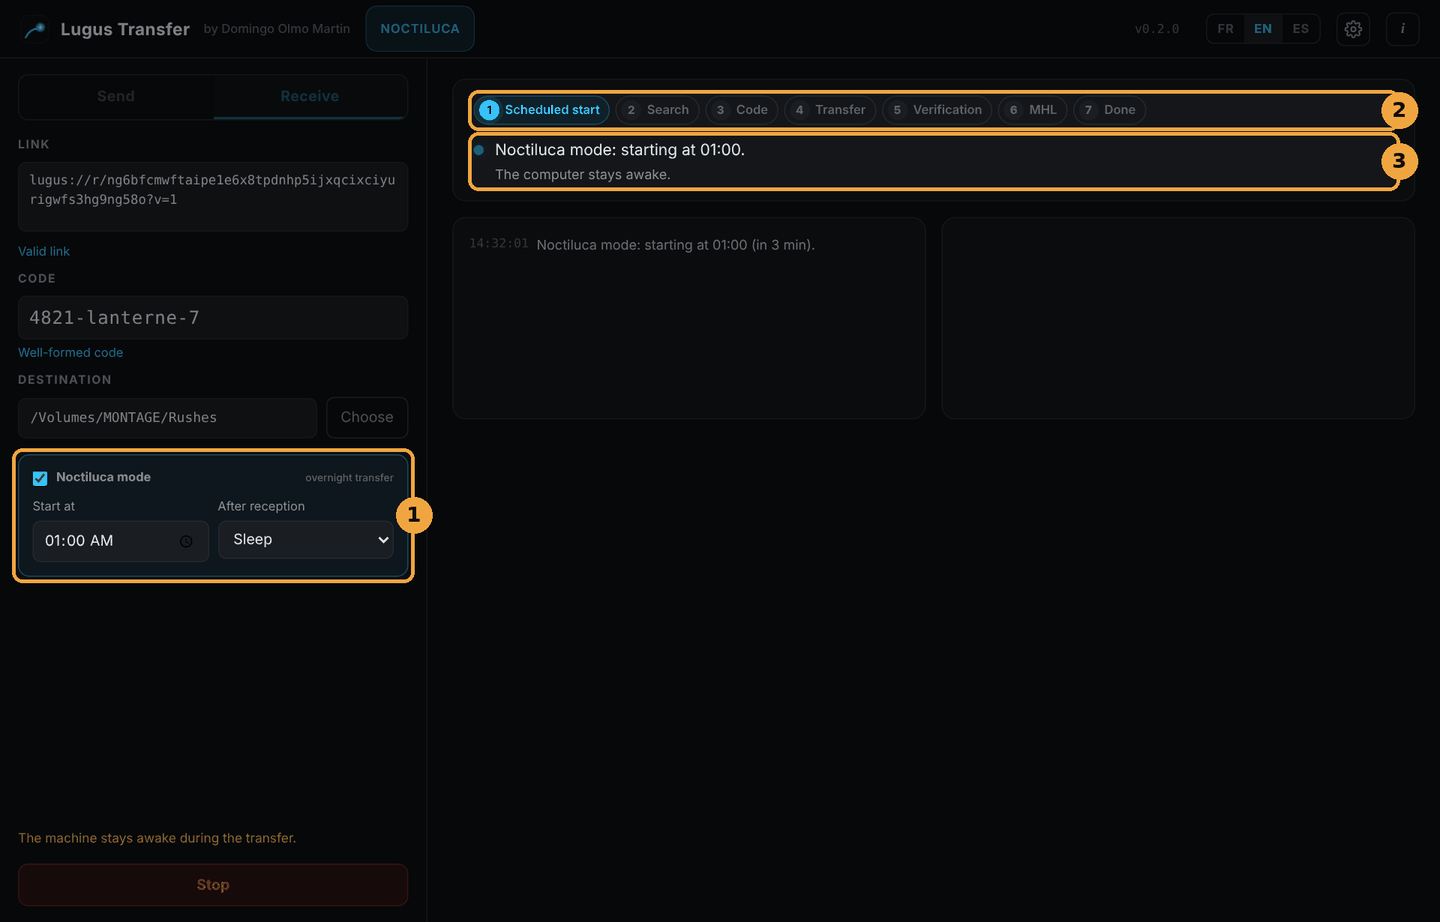 Lugus Transfer by Domingo Olmo Martin NOCTILUCA v0.2.0 FR EN ES i
Send Receive
LINK
lugus://r/ng6bfcmwftaipe1e6x8tpdnhp5ijxqcixciyu
rigwfs3hg9ng58o?v=1
Valid link
CODE
4821-lanterne-7
Well-formed code
DESTINATION
/Volumes/MONTAGE/Rushes Choose
Noctiluca mode overnight transfer
Start at After reception
01:00 AM Sleep
1
The machine stays awake during the transfer.
Stop
1 Scheduled start 2 Search 3 Code 4 Transfer 5 Verification 6 MHL 7 Done
2
Noctiluca mode: starting at 01:00.
The computer stays awake.
3
14:32:01 Noctiluca mode: starting at 01:00 (in 3 min).